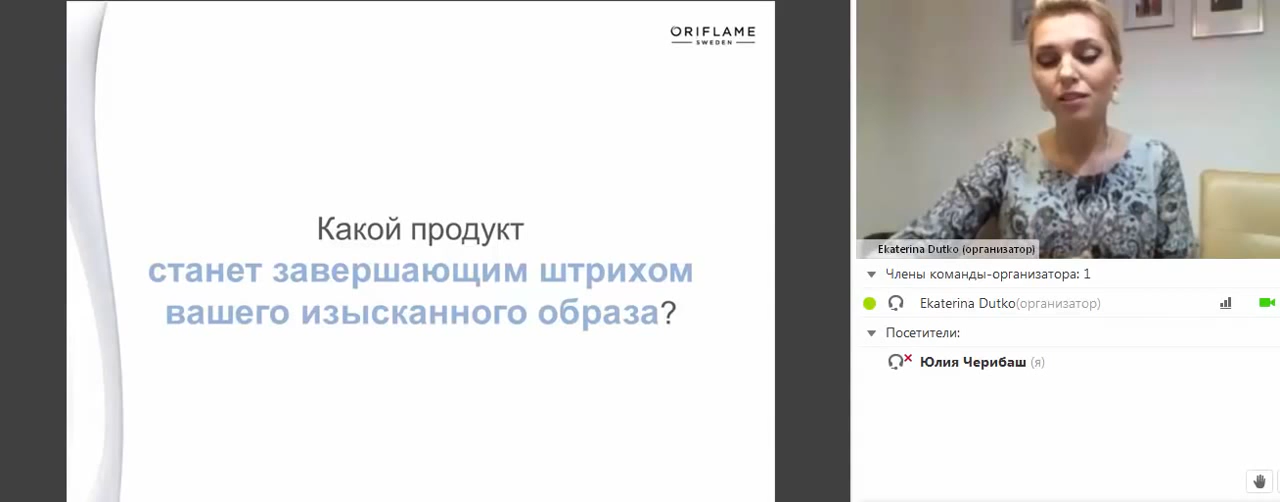 ORIFLAME
SWEDEN
Какой продукт
станет завершающим штрихом
вашего изысканного образа?
Ekaterina Dutko (организатор)
Члены команды-организатора: 1
Ekaterina Dutko(организатор)
Посетители:
Юлия Черибаш (я)